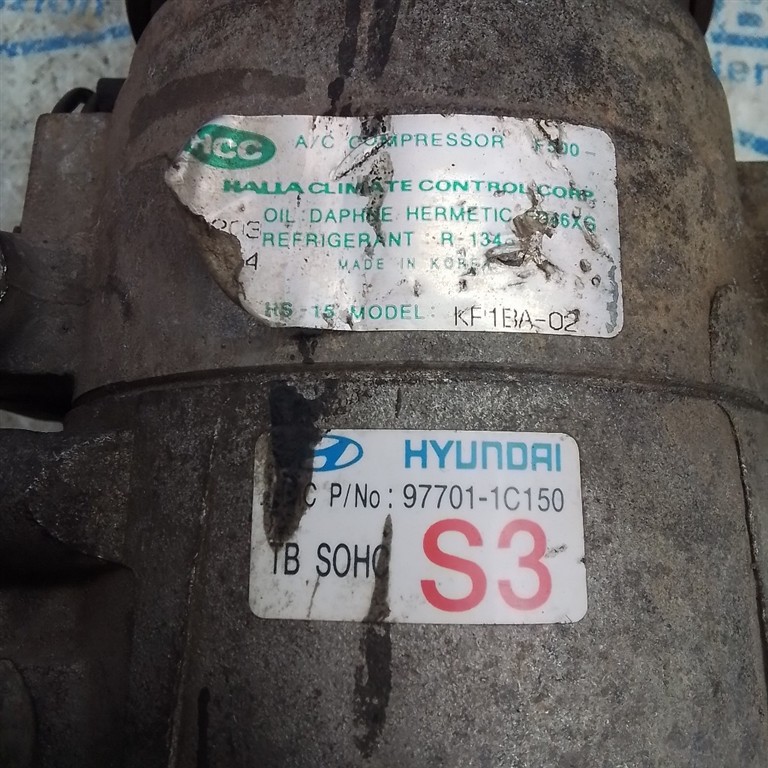 HCC A/C COMPRESSOR F500-
HALLA CLIMATE CONTROL CORP.
OIL: DAPHNE HERMETIC
REFRIGERANT : R-134
4 MADE IN KOREA
HS-15 MODEL: KF1BA-02
HYUNDAI
P/No : 97701-1C150
TB SOHC S3